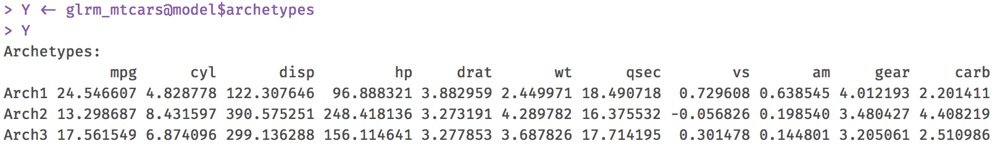 > Y <- glrm_mtcars@model$archetypes
> Y
Archetypes:
mpg cyl disp hp drat wt qsec vs am gear carb
Arch1 24.546607 4.828778 122.307646 96.888321 3.882959 2.449971 18.490718 0.729608 0.638545 4.012193 2.201411
Arch2 13.298687 8.431597 390.575251 248.418136 3.273191 4.289782 16.375532 -0.056826 0.198540 3.480427 4.408219
Arch3 17.561549 6.874096 299.136288 156.114641 3.277853 3.687826 17.714195 0.301478 0.144801 3.205061 2.510986